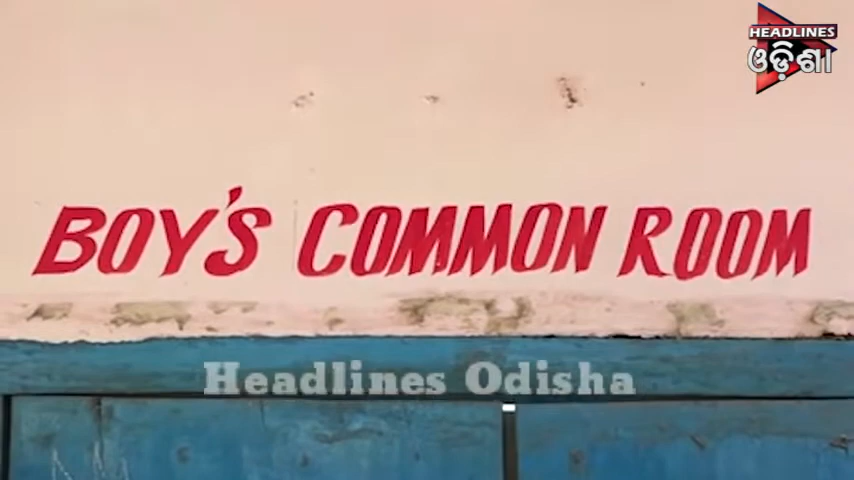 HEADLINES
ଓଡ଼ିଶା
BOY'S COMMON ROOM
Headlines Odisha